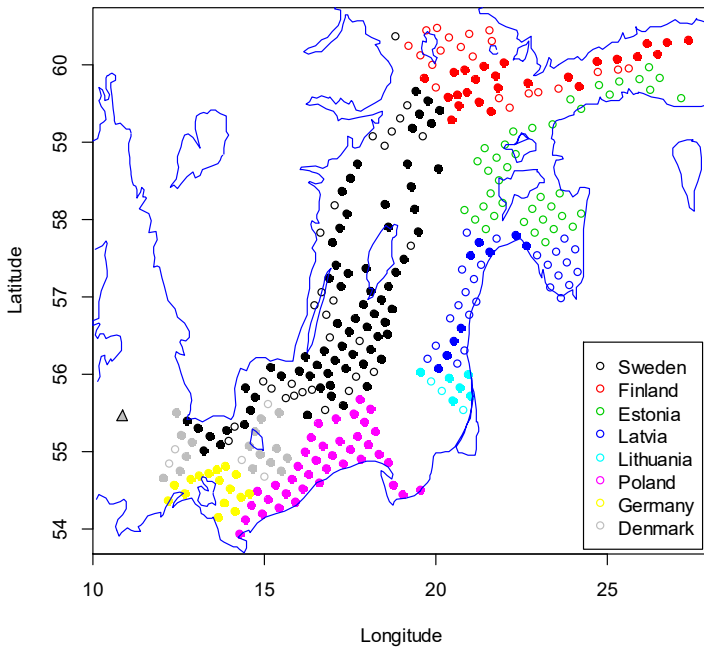 60
59
58
57
56
55
54
Latitude
10
15
20
25
Longitude
Sweden
Finland
Estonia
Latvia
Lithuania
Poland
Germany
Denmark